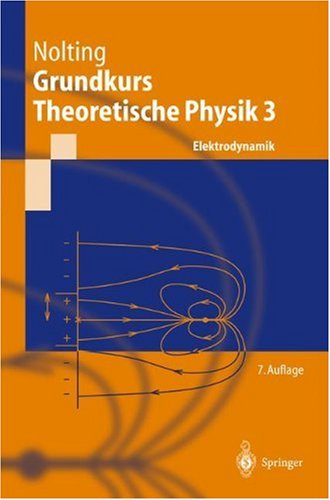 Nolting
Grundkurs
Theoretische Physik 3
Elektrodynamik
−
−
−
+
+
+
−
−
7. Auflage
Springer